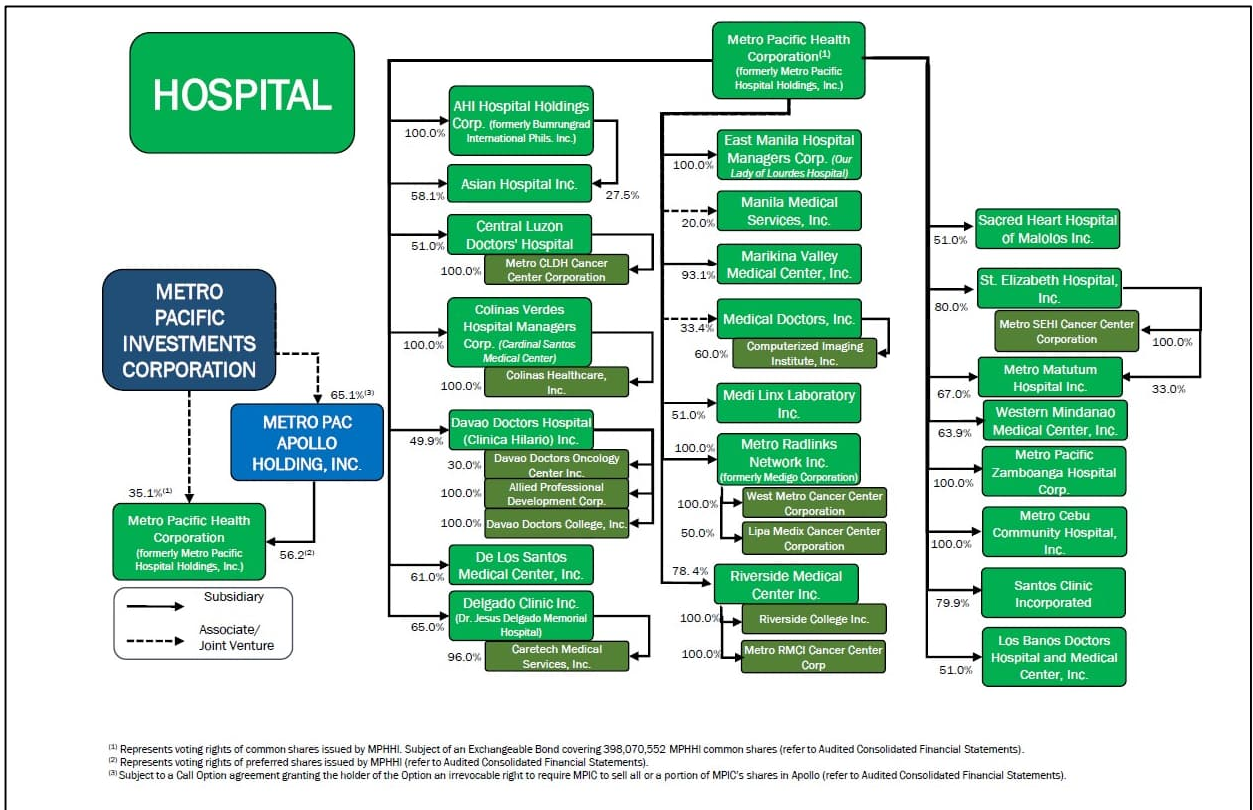 HOSPITAL
METRO
PACIFIC
INVESTMENTS
CORPORATION
65.1%(3)
METRO PAC
APOLLO
HOLDING, INC.
35.1%(1)
Metro Pacific Health
Corporation
(formerly Metro Pacific
Hospital Holdings, Inc.)
56.2(2)
Subsidiary
Associate/
Joint Venture
Metro Pacific Health
Corporation(1)
(formerly Metro Pacific
Hospital Holdings, Inc.)
AHI Hospital Holdings
Corp. (formerly Bumrungrad
International Phils. Inc.)
100.0%
Asian Hospital Inc.
58.1%
27.5%
Central Luzon
Doctors' Hospital
51.0%
Metro CLDH Cancer
Center Corporation
100.0%
Colinas Verdes
Hospital Managers
Corp. (Cardinal Santos
Medical Center)
100.0%
Colinas Healthcare,
Inc.
100.0%
Davao Doctors Hospital
(Clinica Hilario) Inc.
49.9%
Davao Doctors Oncology
Center Inc.
30.0%
Allied Professional
Development Corp.
100.0%
Davao Doctors College, Inc.
100.0%
De Los Santos
Medical Center, Inc.
61.0%
Delgado Clinic Inc.
(Dr. Jesus Delgado Memorial
Hospital)
65.0%
Caretech Medical
Services, Inc.
96.0%
East Manila Hospital
Managers Corp. (Our
Lady of Lourdes Hospital)
100.0%
Manila Medical
Services, Inc.
20.0%
Marikina Valley
Medical Center, Inc.
93.1%
Medical Doctors, Inc.
33.4%
Computerized Imaging
Institute, Inc.
60.0%
Medi Linx Laboratory
Inc.
51.0%
Metro Radlinks
Network Inc.
(formerly Medigo Corporation)
100.0%
West Metro Cancer Center
Corporation
100.0%
Lipa Medix Cancer Center
Corporation
50.0%
Riverside Medical
Center Inc.
78. 4%
Riverside College Inc.
100.0%
Metro RMCI Cancer Center
Corp
100.0%
Sacred Heart Hospital
of Malolos Inc.
51.0%
St. Elizabeth Hospital,
Inc.
80.0%
Metro SEHI Cancer Center
Corporation
100.0%
Metro Matutum
Hospital Inc.
67.0%
33.0%
Western Mindanao
Medical Center, Inc.
63.9%
Metro Pacific
Zamboanga Hospital
Corp.
100.0%
Metro Cebu
Community Hospital,
Inc.
100.0%
Santos Clinic
Incorporated
79.9%
Los Banos Doctors
Hospital and Medical
Center, Inc.
51.0%
(1) Represents voting rights of common shares issued by MPHHI. Subject of an Exchangeable Bond covering 398,070,552 MPHHI common shares (refer to Audited Consolidated Financial Statements).
(2) Represents voting rights of preferred shares issued by MPHHI (refer to Audited Consolidated Financial Statements).
(3) Subject to a Call Option agreement granting the holder of the Option an irrevocable right to require MPIC to sell all or a portion of MPIC's shares in Apollo (refer to Audited Consolidated Financial Statements).